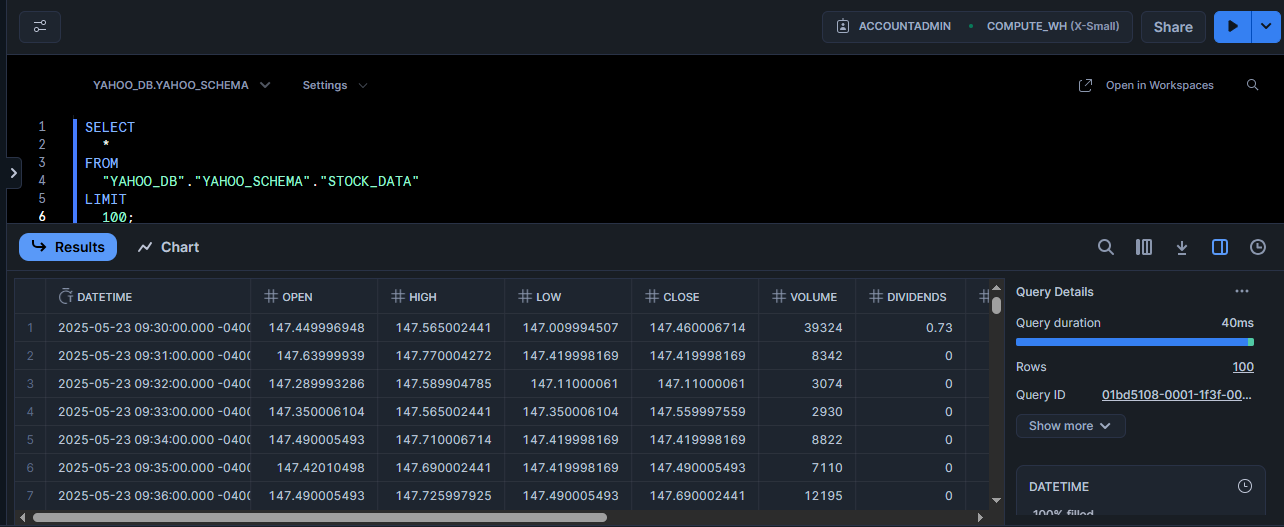 ACCOUNTADMIN • COMPUTE_WH (X-Small) Share
YAHOO_DB.YAHOO_SCHEMA Settings Open in Workspaces
1 SELECT
2 *
3 FROM
4 "YAHOO_DB"."YAHOO_SCHEMA"."STOCK_DATA"
5 LIMIT
6 100;
Results Chart
DATETIME OPEN HIGH LOW CLOSE VOLUME DIVIDENDS
1 2025-05-23 09:30:00.000 -0400 147.449996948 147.565002441 147.009994507 147.460006714 39324 0.73
2 2025-05-23 09:31:00.000 -0400 147.63999939 147.770004272 147.419998169 147.419998169 8342 0
3 2025-05-23 09:32:00.000 -0400 147.289993286 147.589904785 147.11000061 147.11000061 3074 0
4 2025-05-23 09:33:00.000 -0400 147.350006104 147.565002441 147.350006104 147.559997559 2930 0
5 2025-05-23 09:34:00.000 -0400 147.490005493 147.710006714 147.419998169 147.419998169 8822 0
6 2025-05-23 09:35:00.000 -0400 147.42010498 147.690002441 147.419998169 147.490005493 7110 0
7 2025-05-23 09:36:00.000 -0400 147.490005493 147.725997925 147.490005493 147.690002441 12195 0
Query Details ...
Query duration 40ms
Rows 100
Query ID 01bd5108-0001-1f3f-00...
Show more
DATETIME
100% filled